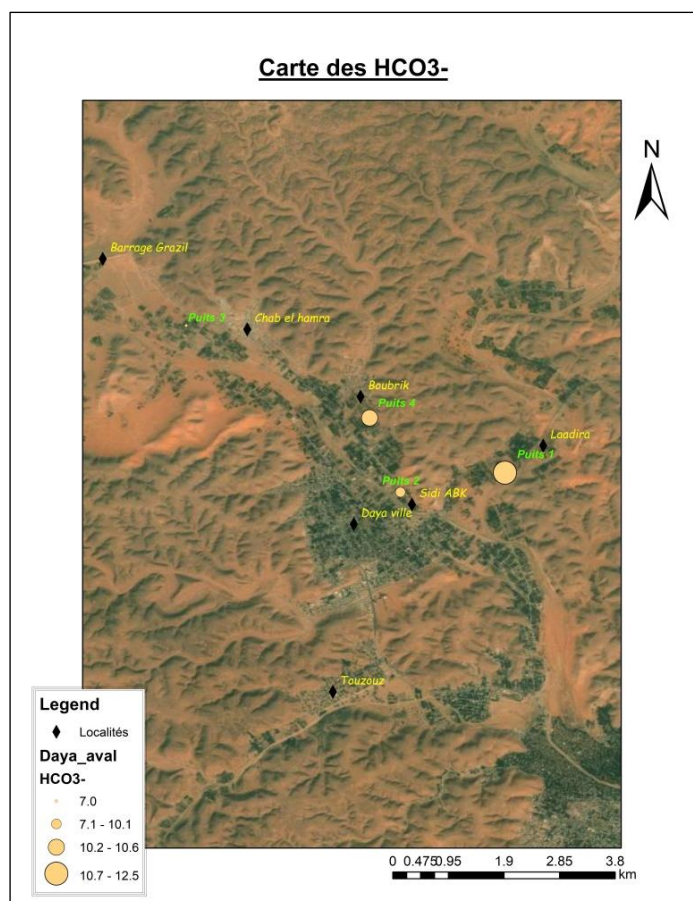 Carte des HCO3-
N
Barrage Grazil
Puits 3
Chab el hamra
Boubrik
Puits 4
Laadira
Puits 1
Puits 2
Sidi ABK
Daya ville
Touzouz
Legend
Localités
Daya_aval
HCO3-
7.0
7.1 - 10.1
10.2 - 10.6
10.7 - 12.5
0 0.475 0.95 1.9 2.85 3.8
km